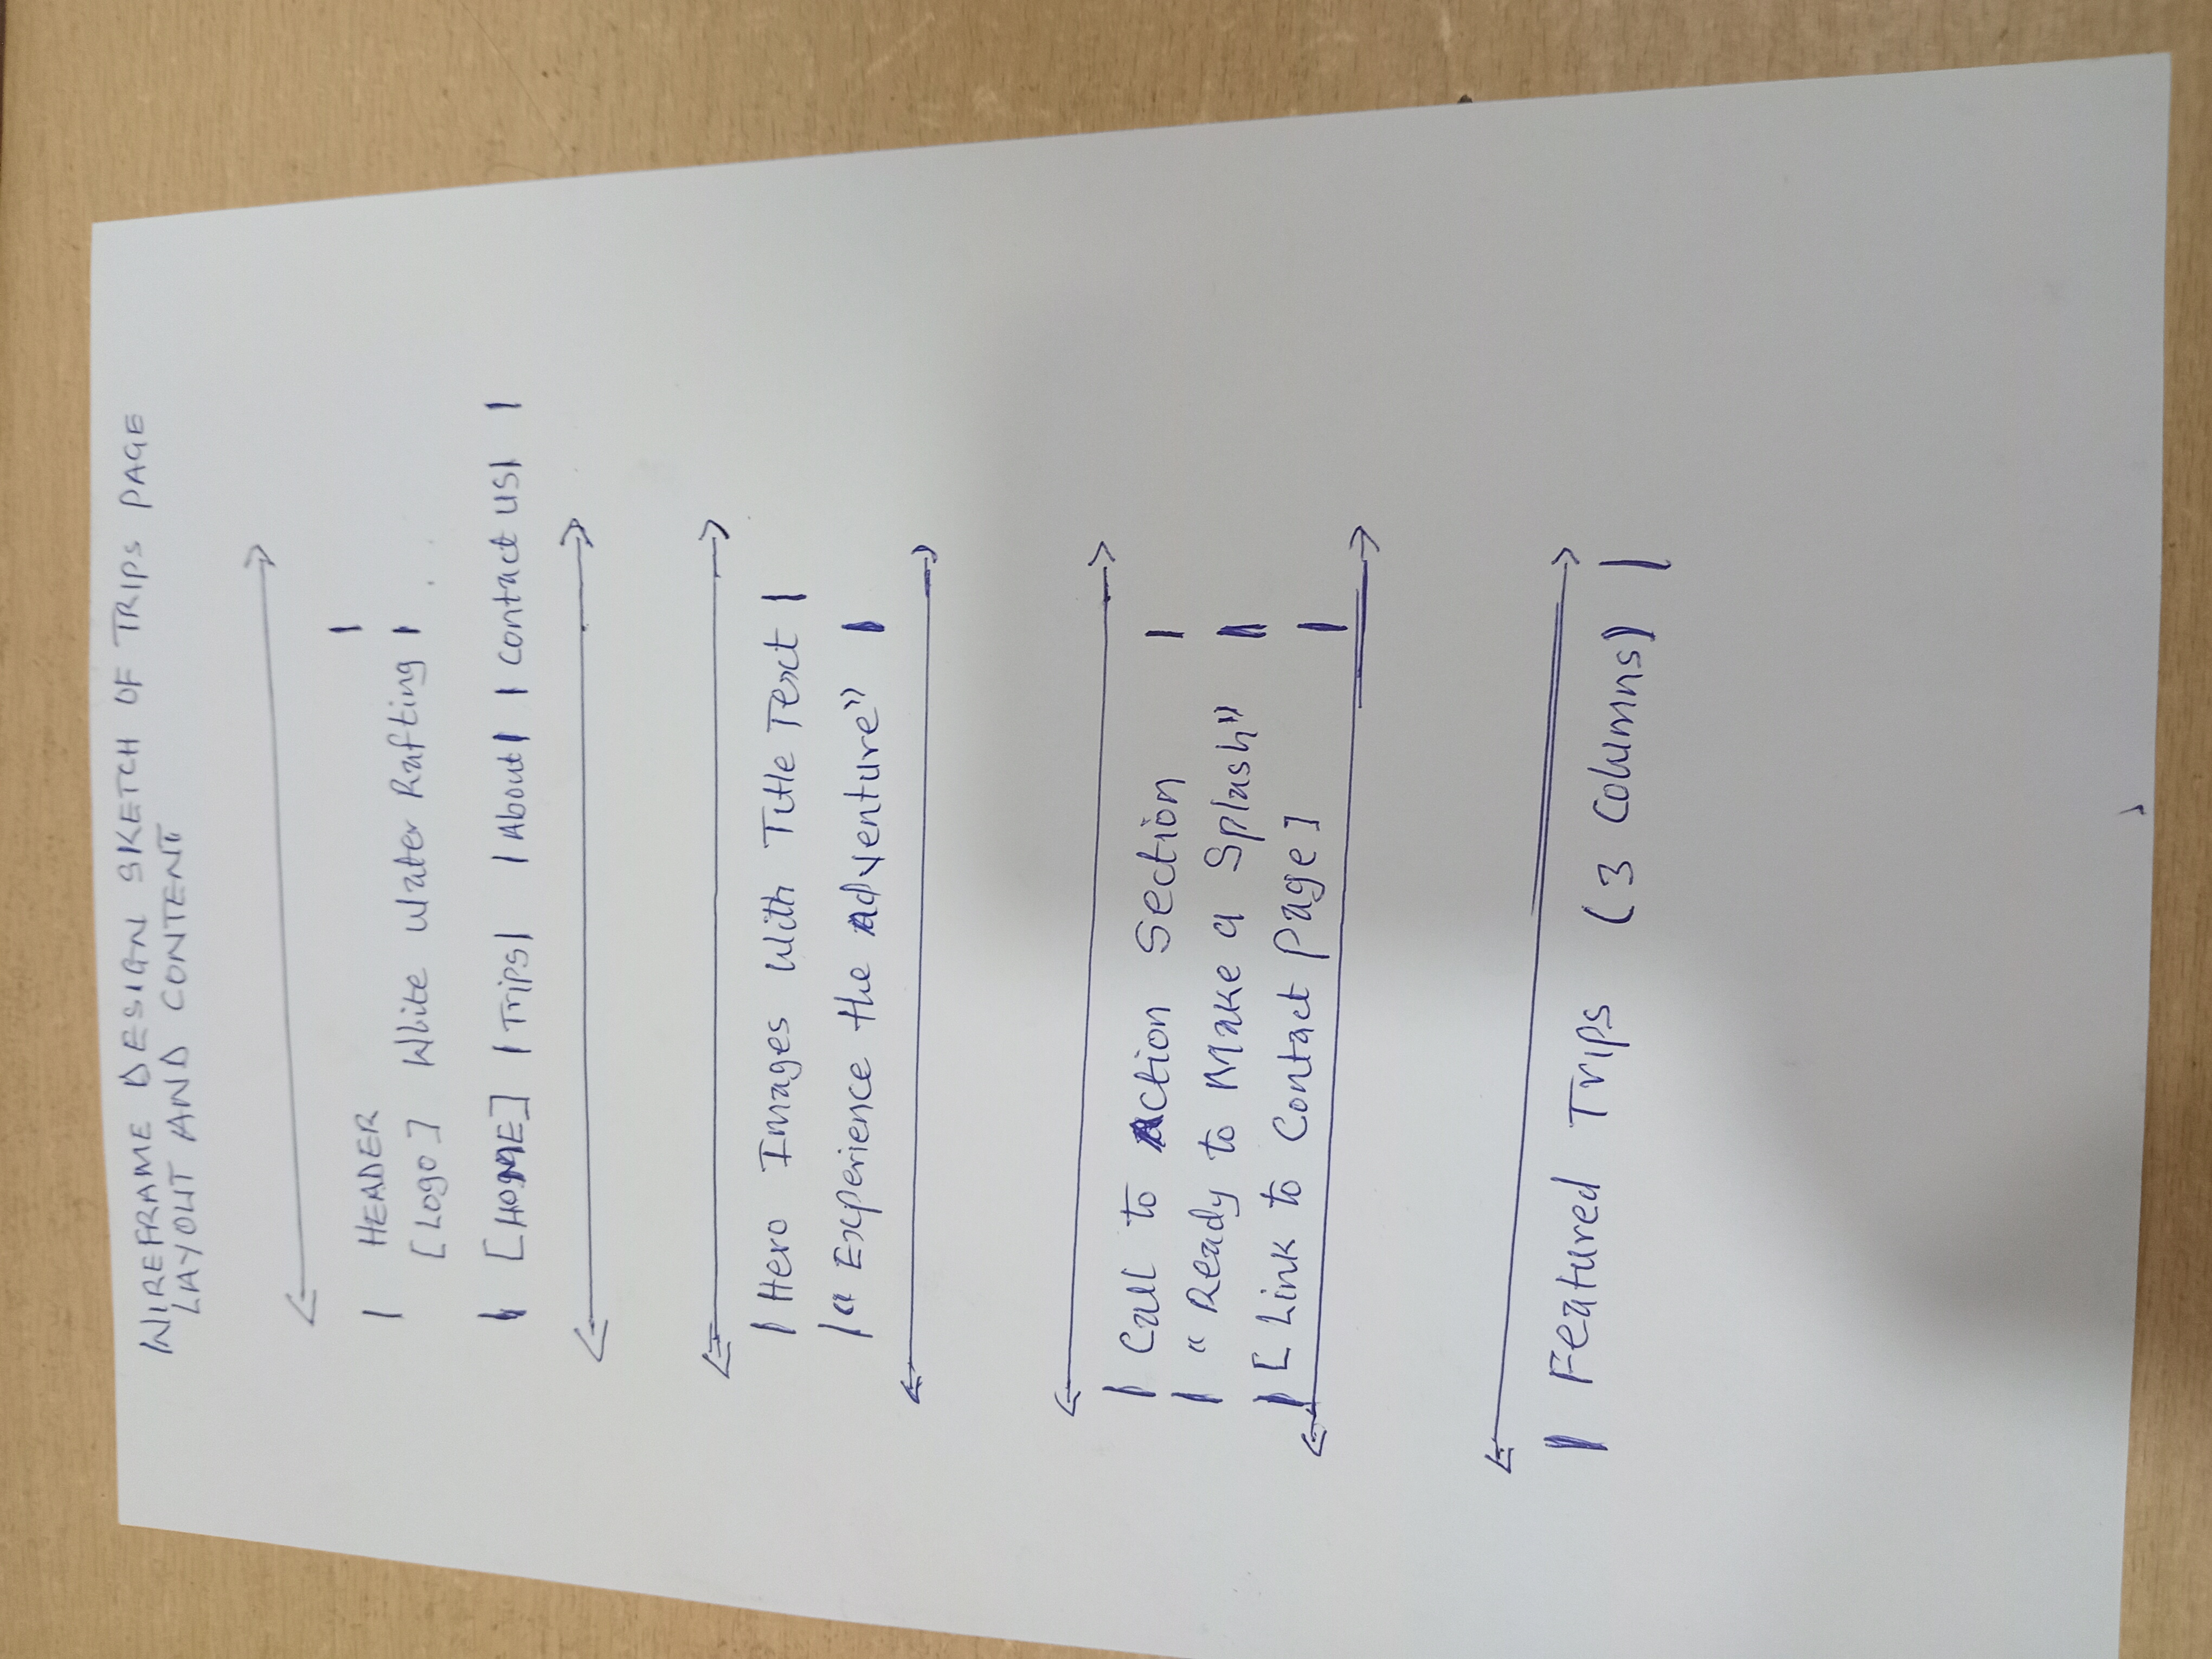 WIREFRAME DESIGN SKETCH OF TRIPS PAGE
LAYOUT AND CONTENT
| HEADER |
[Logo] White Water Rafting |
| [HOME] | Trips | | About | | Contact US | |
| Hero Images With Title Text |
| “Experience the Adventure” |
| Call to Action Section |
| “Ready to Make a Splash” |
| [Link to Contact Page] |
| Featured Trips (3 Columns) |